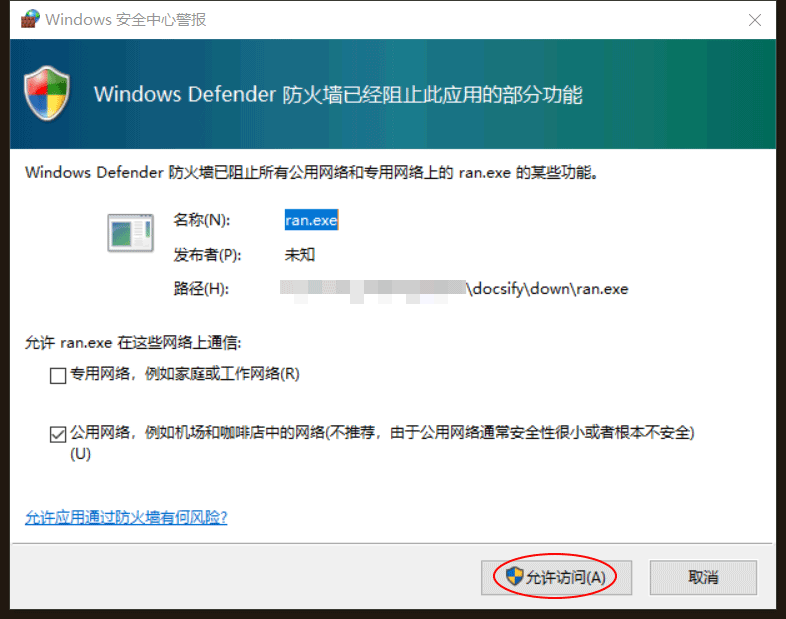 Windows 安全中心警报
Windows Defender 防火墙已经阻止此应用的部分功能
Windows Defender 防火墙已阻止所有公用网络和专用网络上的 ran.exe 的某些功能。
名称(N): ran.exe
发布者(P): 未知
路径(H): \docsify\down\ran.exe
允许 ran.exe 在这些网络上通信:
专用网络，例如家庭或工作网络(R)
公用网络，例如机场和咖啡店中的网络(不推荐，由于公用网络通常安全性很小或者根本不安全)
(U)
允许应用通过防火墙有何风险?
允许访问(A) 取消